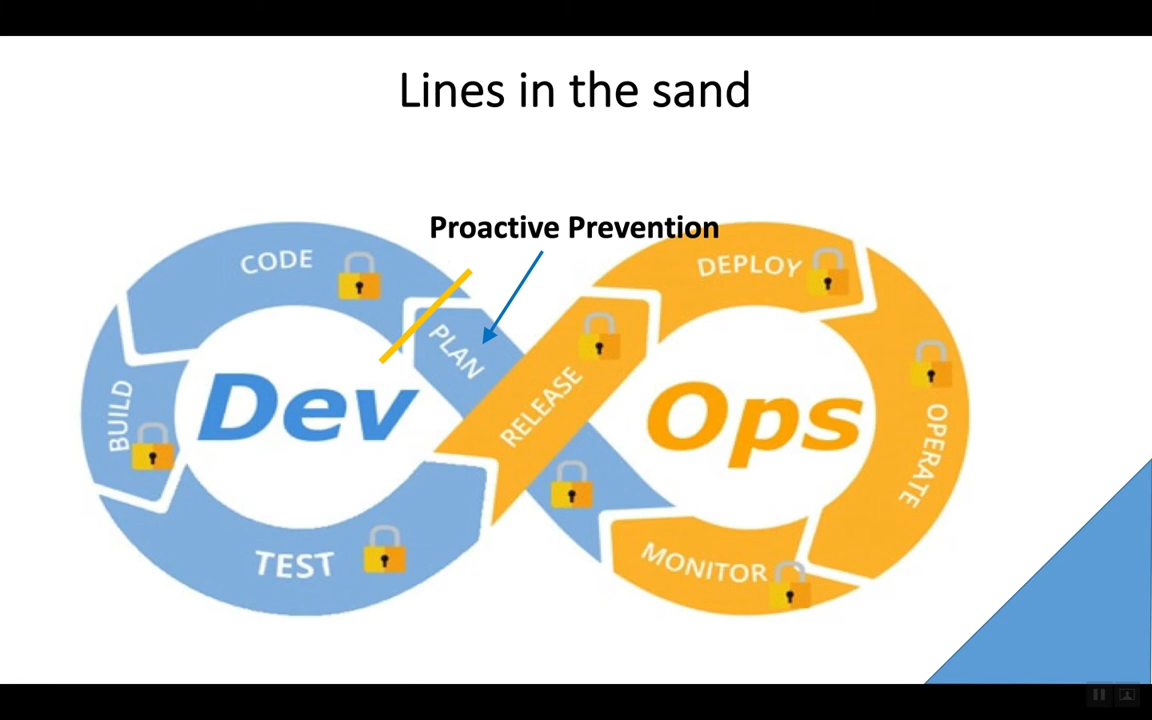 Lines in the sand
Proactive Prevention
CODE
DEPLOY
PLAN
BUILD
Dev
RELEASE
Ops
OPERATE
TEST
MONITOR